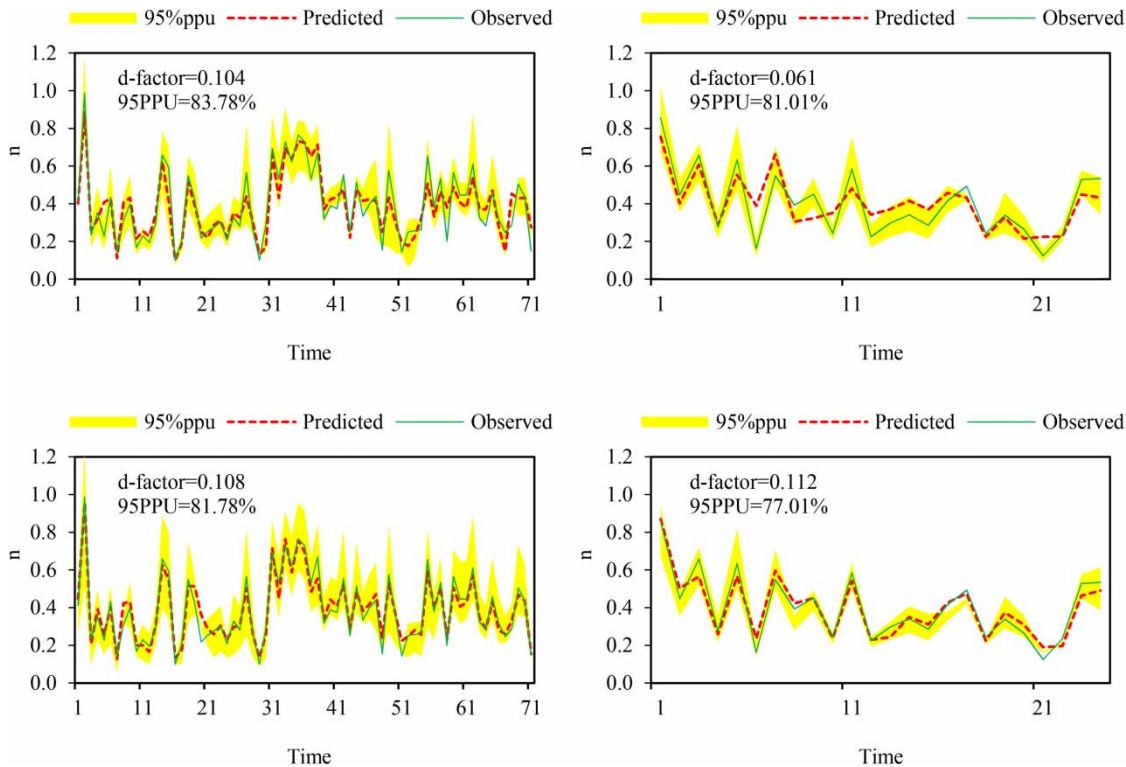 95%ppu Predicted Observed
1.2
1.0
0.8
0.6
0.4
0.2
0.0
n
d-factor=0.104
95PPU=83.78%
1 11 21 31 41 51 61 71
Time
95%ppu Predicted Observed
1.2
1.0
0.8
0.6
0.4
0.2
0.0
n
d-factor=0.061
95PPU=81.01%
1 11 21
Time
95%ppu Predicted Observed
1.2
1.0
0.8
0.6
0.4
0.2
0.0
n
d-factor=0.108
95PPU=81.78%
1 11 21 31 41 51 61 71
Time
95%ppu Predicted Observed
1.2
1.0
0.8
0.6
0.4
0.2
0.0
n
d-factor=0.112
95PPU=77.01%
1 11 21
Time